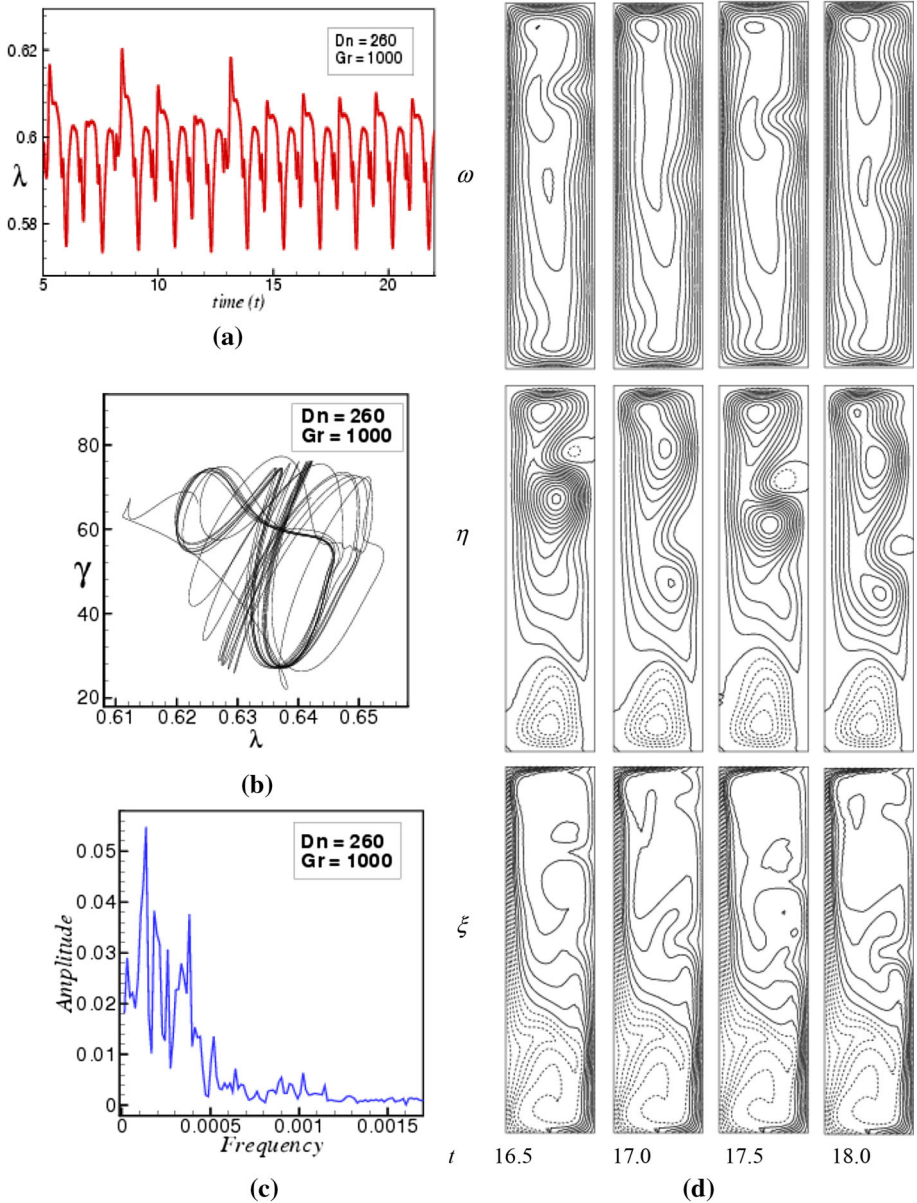 Dn = 260
Gr = 1000
0.62
0.6
0.58
λ
5
10
15
20
time (t)
(a)
Dn = 260
Gr = 1000
80
60
40
20
γ
0.61
0.62
0.63
0.64
0.65
λ
(b)
Dn = 260
Gr = 1000
0.05
0.04
0.03
0.02
0.01
0
Amplitude
0
0.0005
0.001
0.0015
Frequency
(c)
ω
η
ξ
t 16.5 17.0 17.5 18.0
(d)